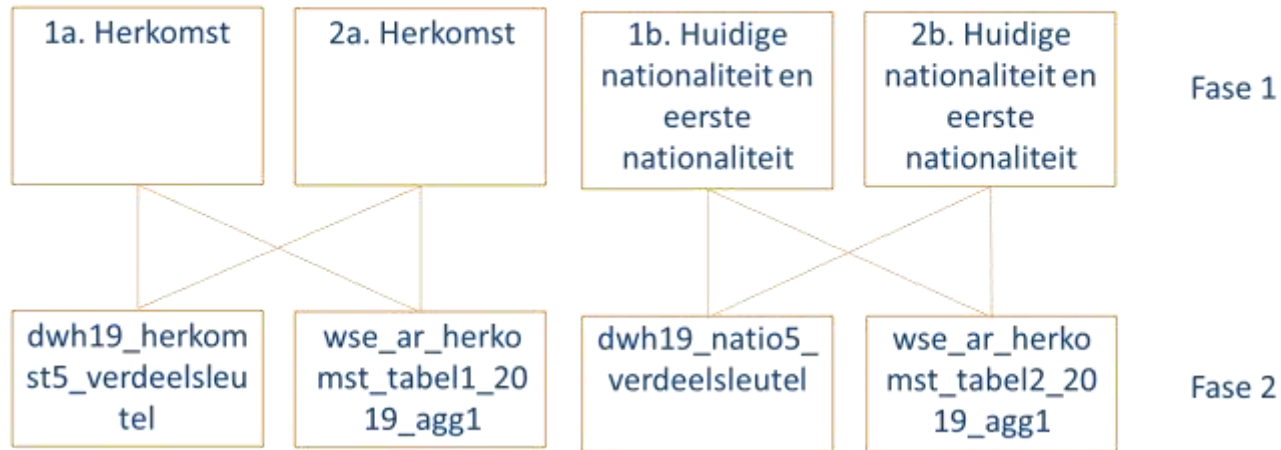 1a. Herkomst
2a. Herkomst
1b. Huidige
nationaliteit en
eerste
nationaliteit
2b. Huidige
nationaliteit en
eerste
nationaliteit
Fase 1
dwh19_herkom
st5_verdeelsleu
tel
wse_ar_herko
mst_tabel1_20
19_agg1
dwh19_natio5_
verdeelsleutel
wse_ar_herko
mst_tabel2_20
19_agg1
Fase 2